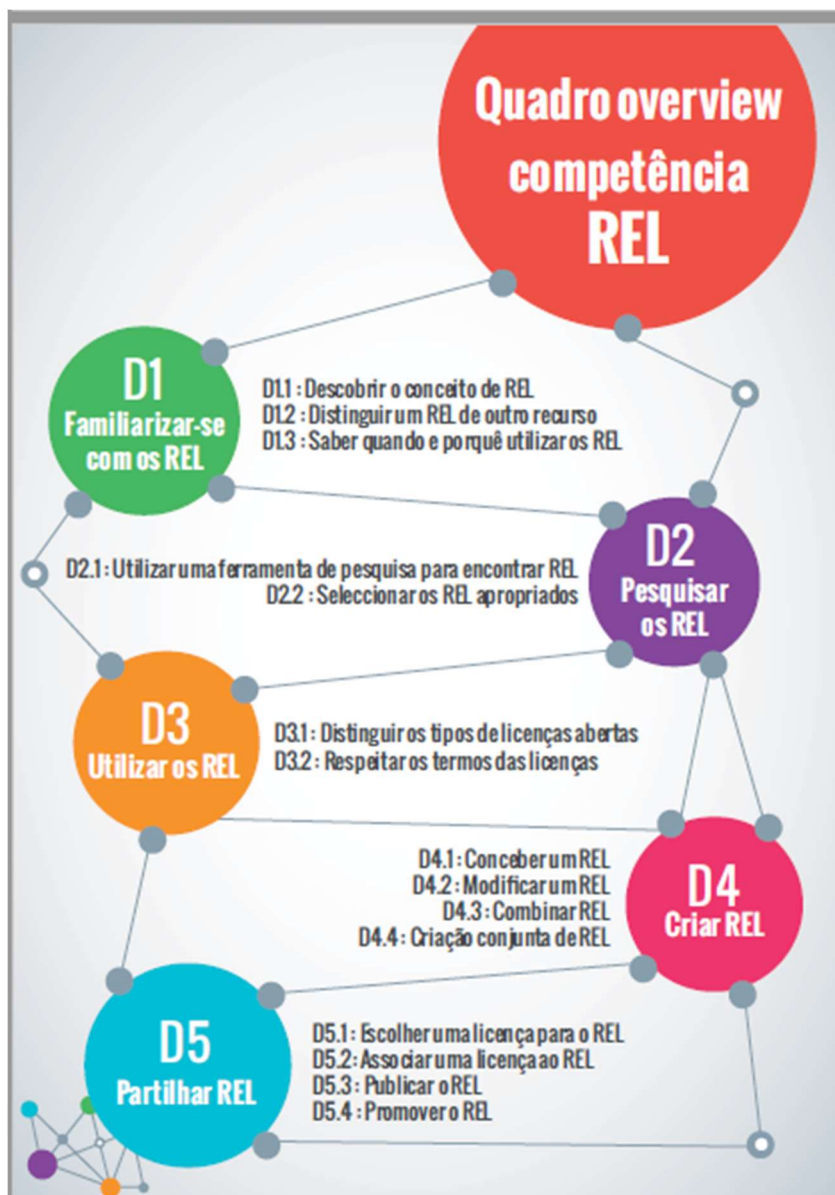 Quadro overview
competência
REL
D1
Familiarizar-se
com os REL
D1.1 : Descobrir o conceito de REL
D1.2 : Distinguir um REL de outro recurso
D1.3 : Saber quando e porquê utilizar os REL
D2
Pesquisar
os REL
D2.1 : Utilizar uma ferramenta de pesquisa para encontrar REL
D2.2 : Seleccionar os REL apropriados
D3
Utilizar os REL
D3.1 : Distinguir os tipos de licenças abertas
D3.2 : Respeitar os termos das licenças
D4
Criar REL
D4.1 : Conceber um REL
D4.2 : Modificar um REL
D4.3 : Combinar REL
D4.4 : Criação conjunta de REL
D5
Partilhar REL
D5.1 : Escolher uma licença para o REL
D5.2 : Associar uma licença ao REL
D5.3 : Publicar o REL
D5.4 : Promover o REL